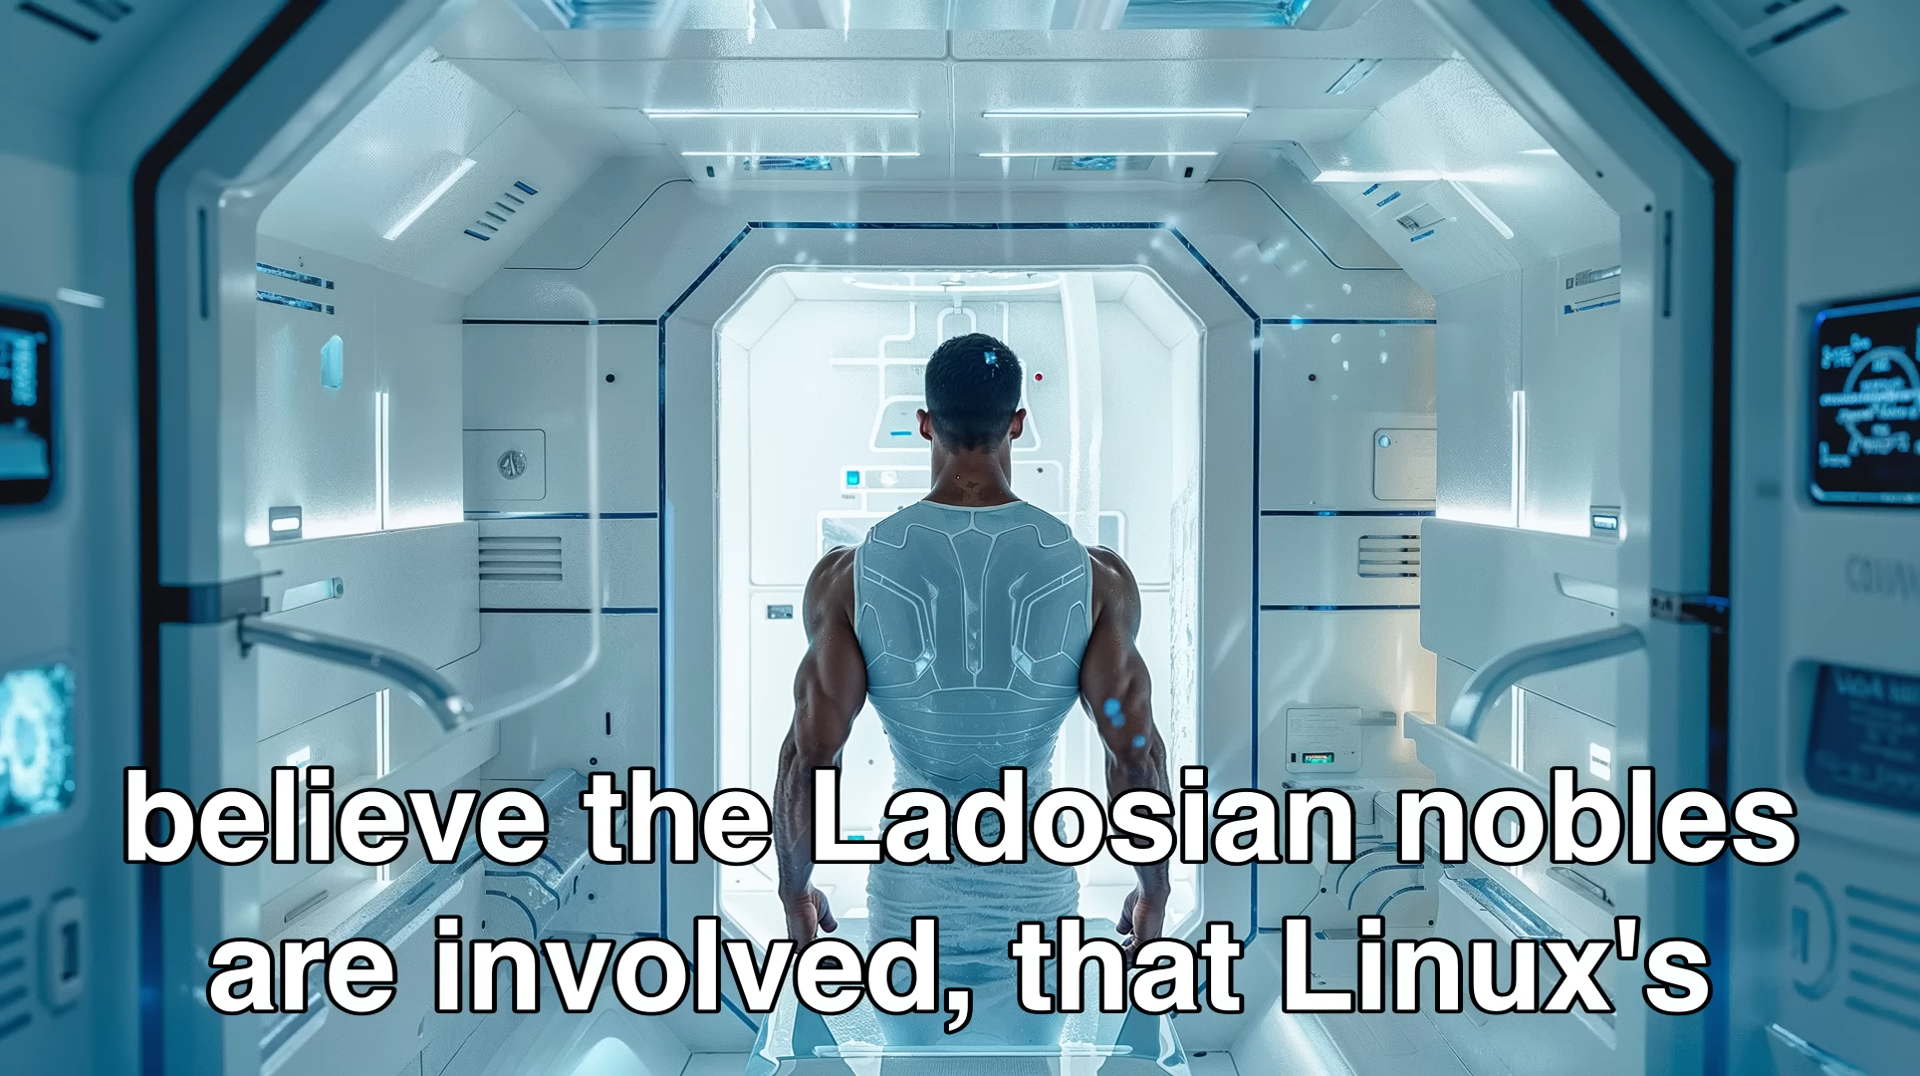 believe the Ladosian nobles
are involved, that Linux's